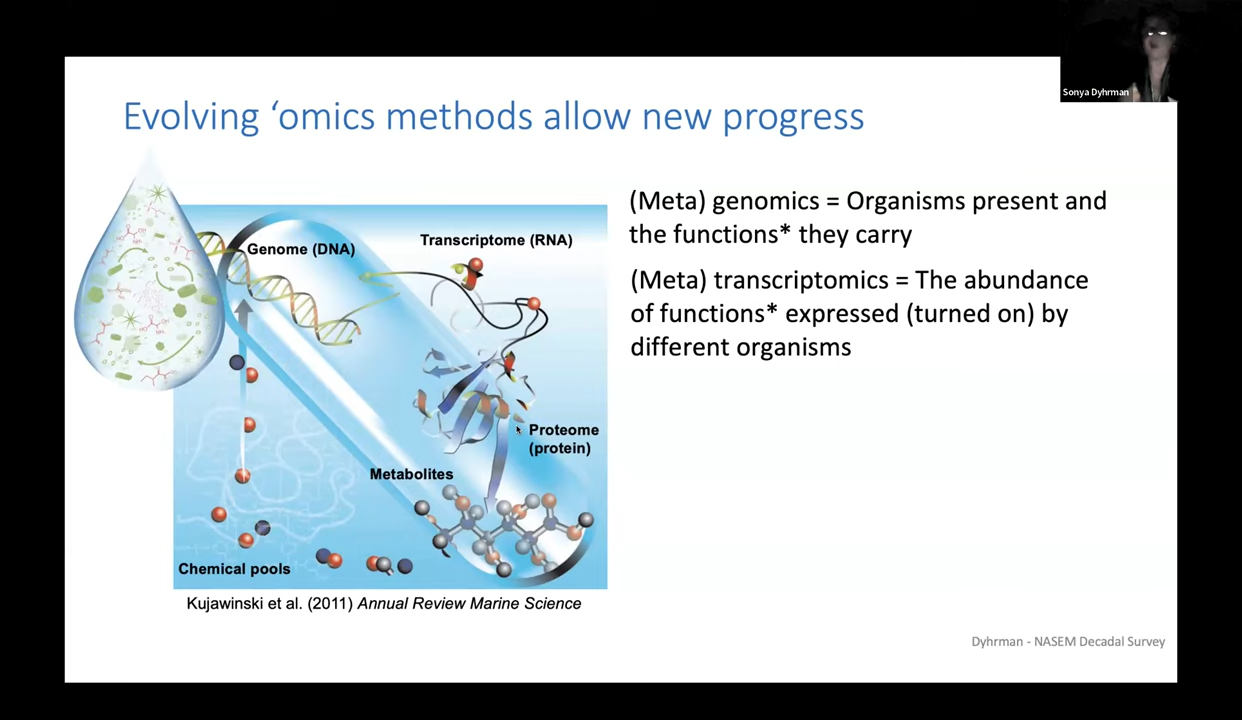 Sonya Dyhrman
Evolving ‘omics methods allow new progress
Genome (DNA)
Transcriptome (RNA)
Proteome
(protein)
Metabolites
Chemical pools
Kujawinski et al. (2011) Annual Review Marine Science
(Meta) genomics = Organisms present and
the functions* they carry
(Meta) transcriptomics = The abundance
of functions* expressed (turned on) by
different organisms
Dyhrman - NASEM Decadal Survey